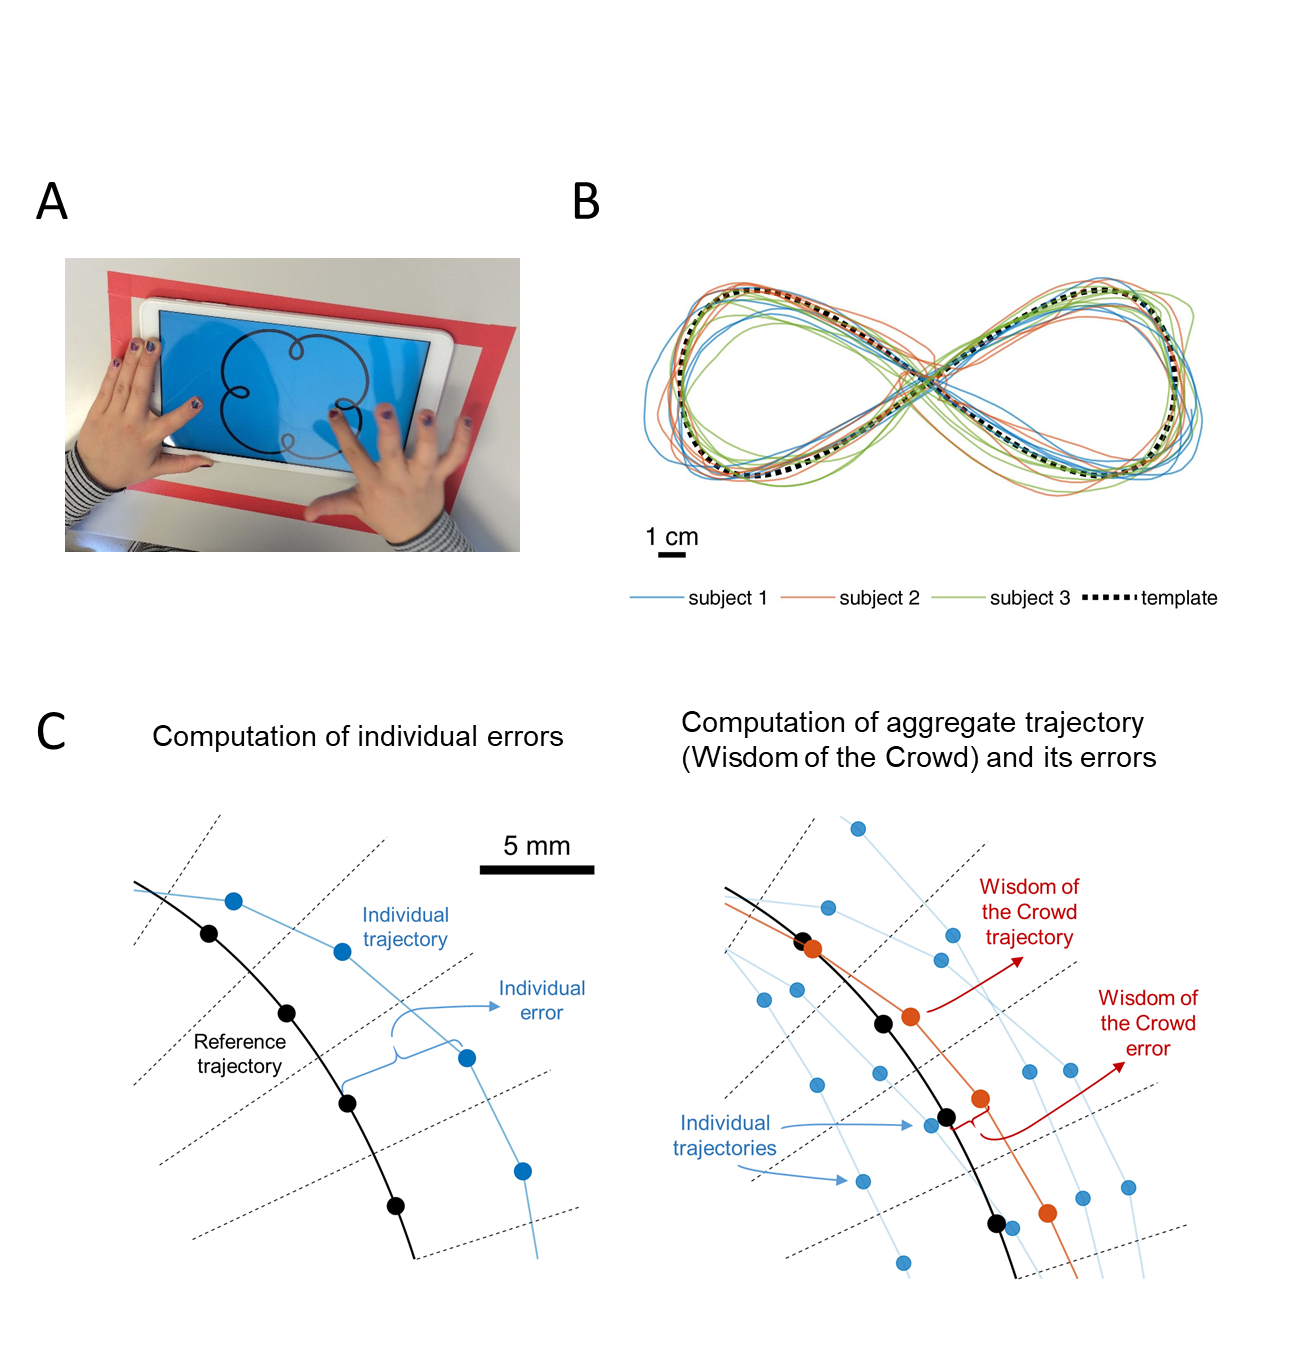 A
B
1 cm
subject 1
subject 2
subject 3
template
C
Computation of individual errors
Computation of aggregate trajectory
(Wisdom of the Crowd) and its errors
5 mm
Individual
trajectory
Individual
error
Reference
trajectory
Wisdom of
the Crowd
trajectory
Wisdom of
the Crowd
error
Individual
trajectories